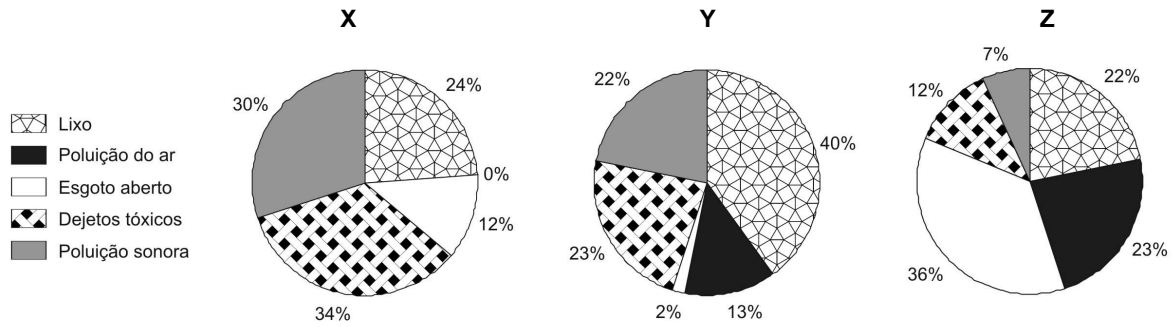 X
Y
Z
Lixo
Poluição do ar
Esgoto aberto
Dejetos tóxicos
Poluição sonora
30%
24%
0%
12%
34%
22%
40%
23%
2%
13%
7%
12%
22%
36%
23%